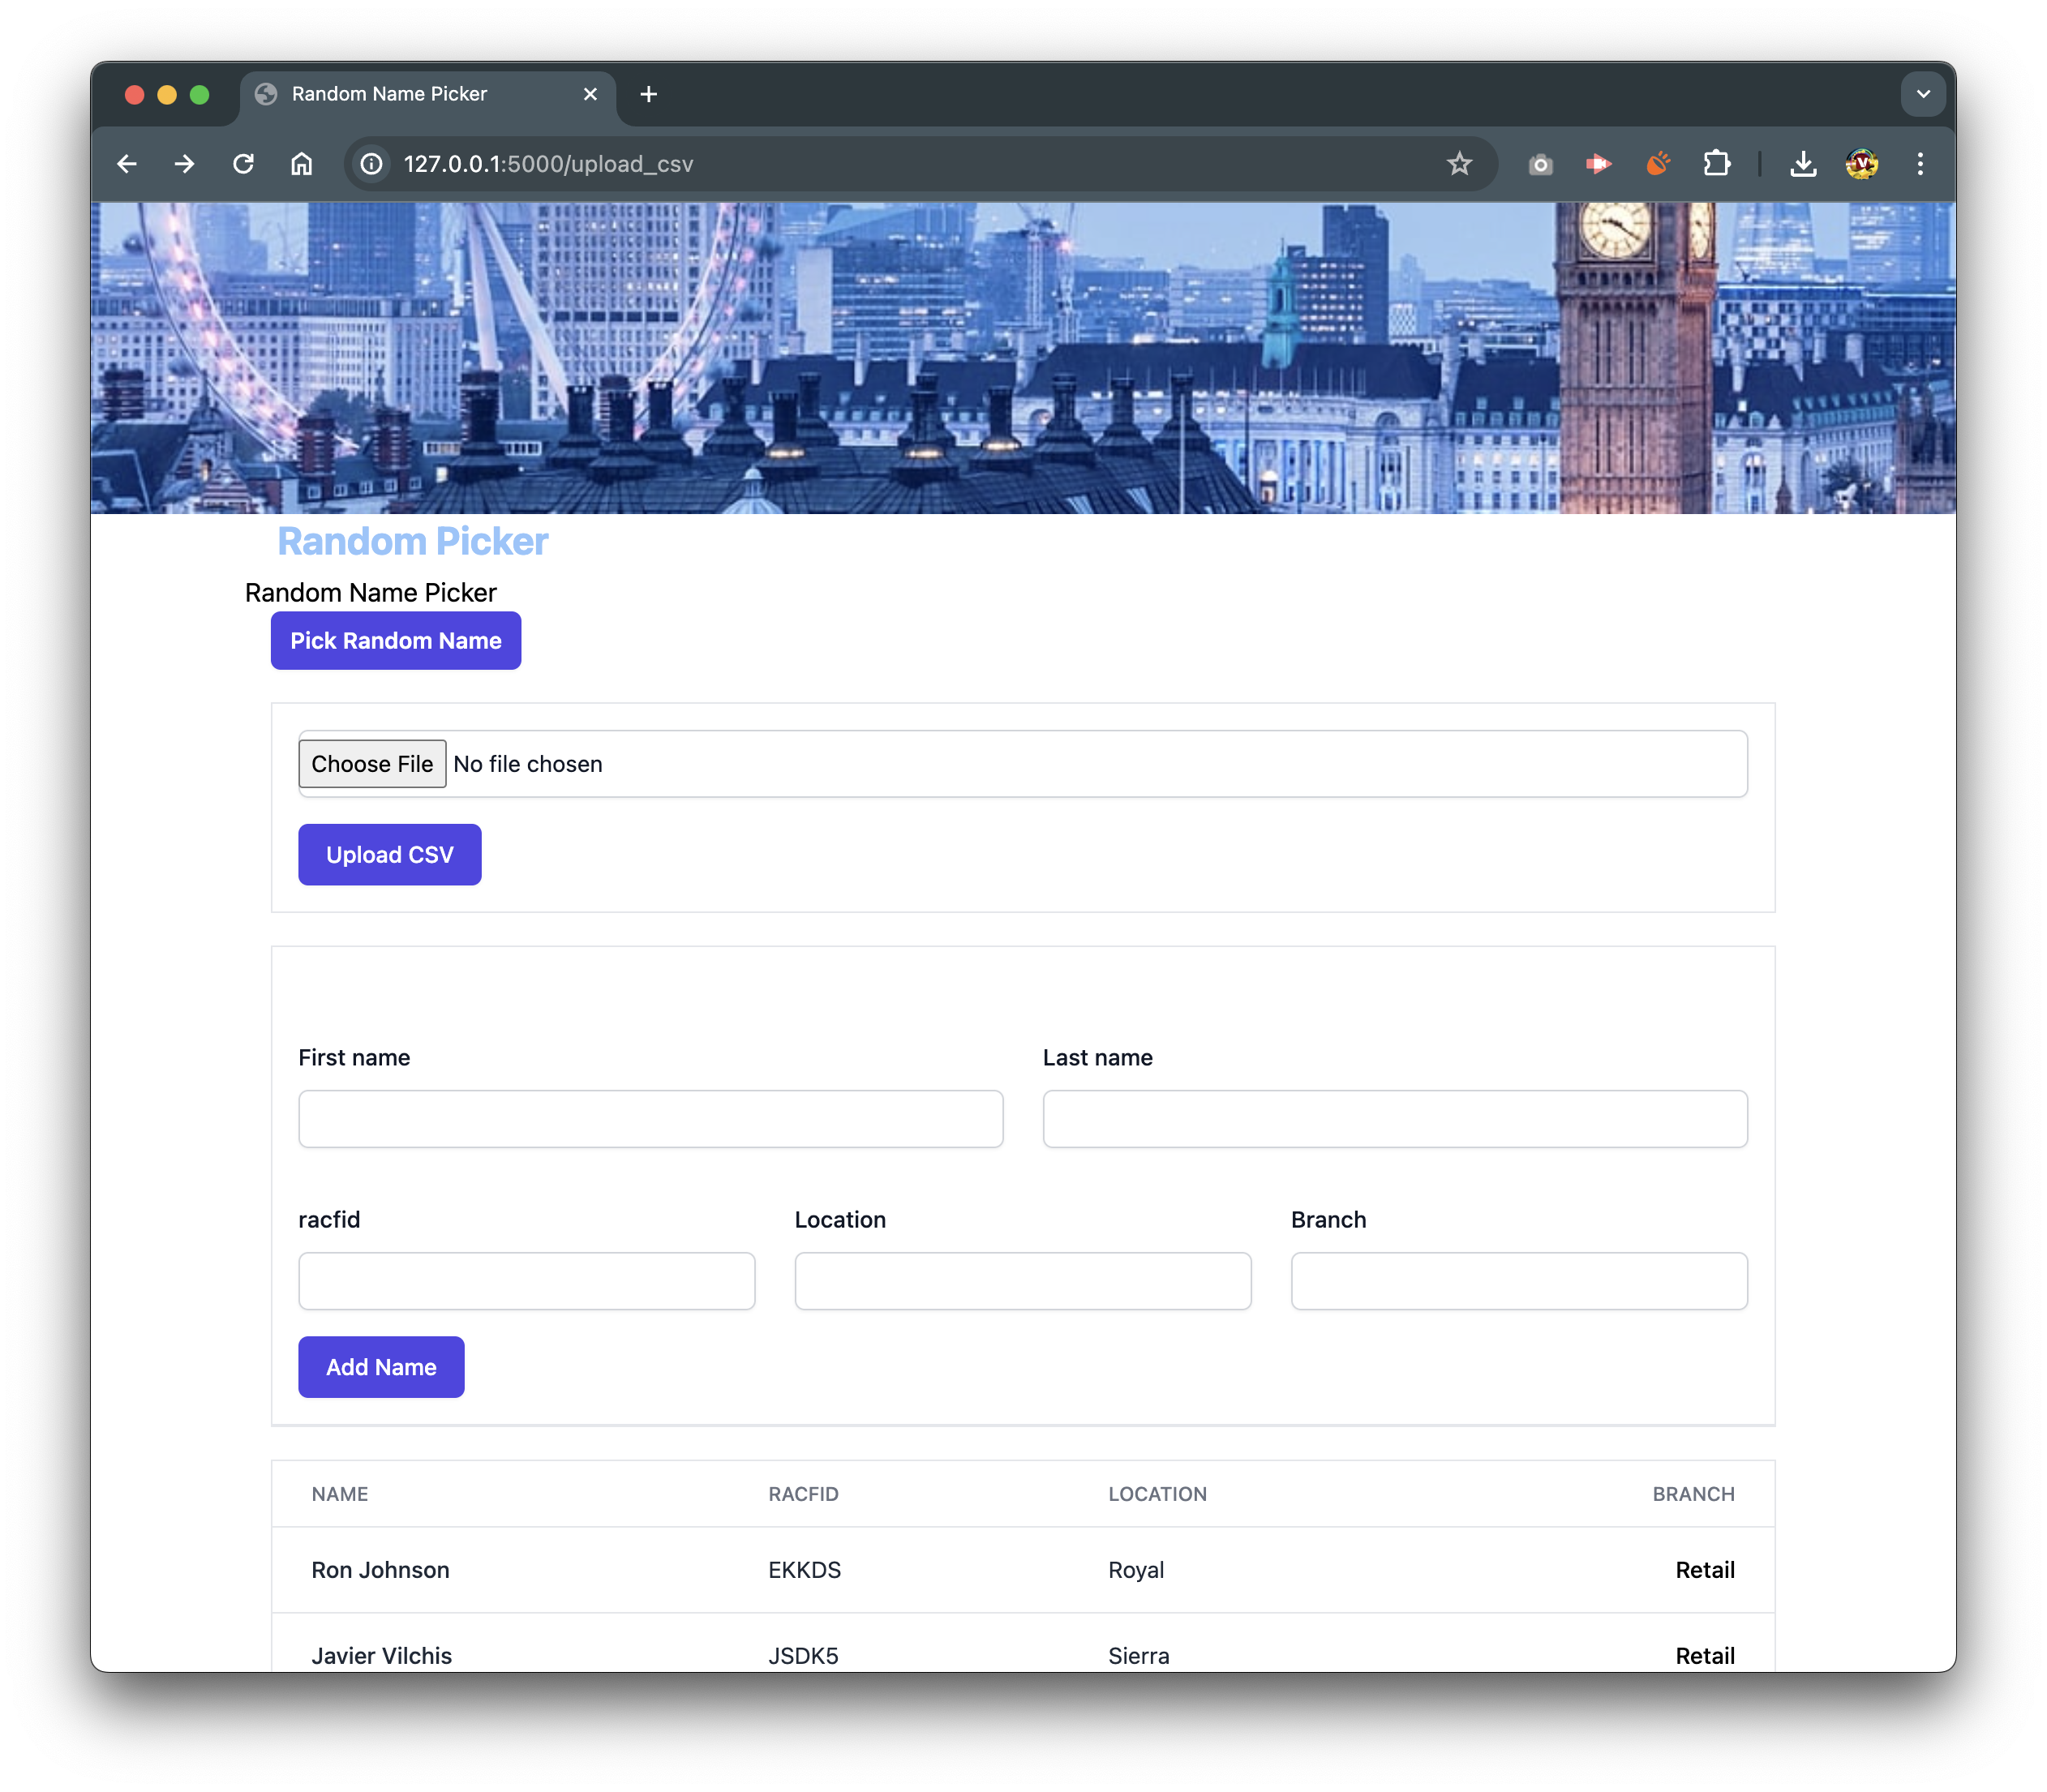 Random Name Picker
127.0.0.1:5000/upload_csv
Random Picker
Random Name Picker
Pick Random Name
Choose File No file chosen
Upload CSV
First name Last name
racfid Location Branch
Add Name
NAME RACFID LOCATION BRANCH
Ron Johnson EKKDS Royal Retail
Javier Vilchis JSDK5 Sierra Retail